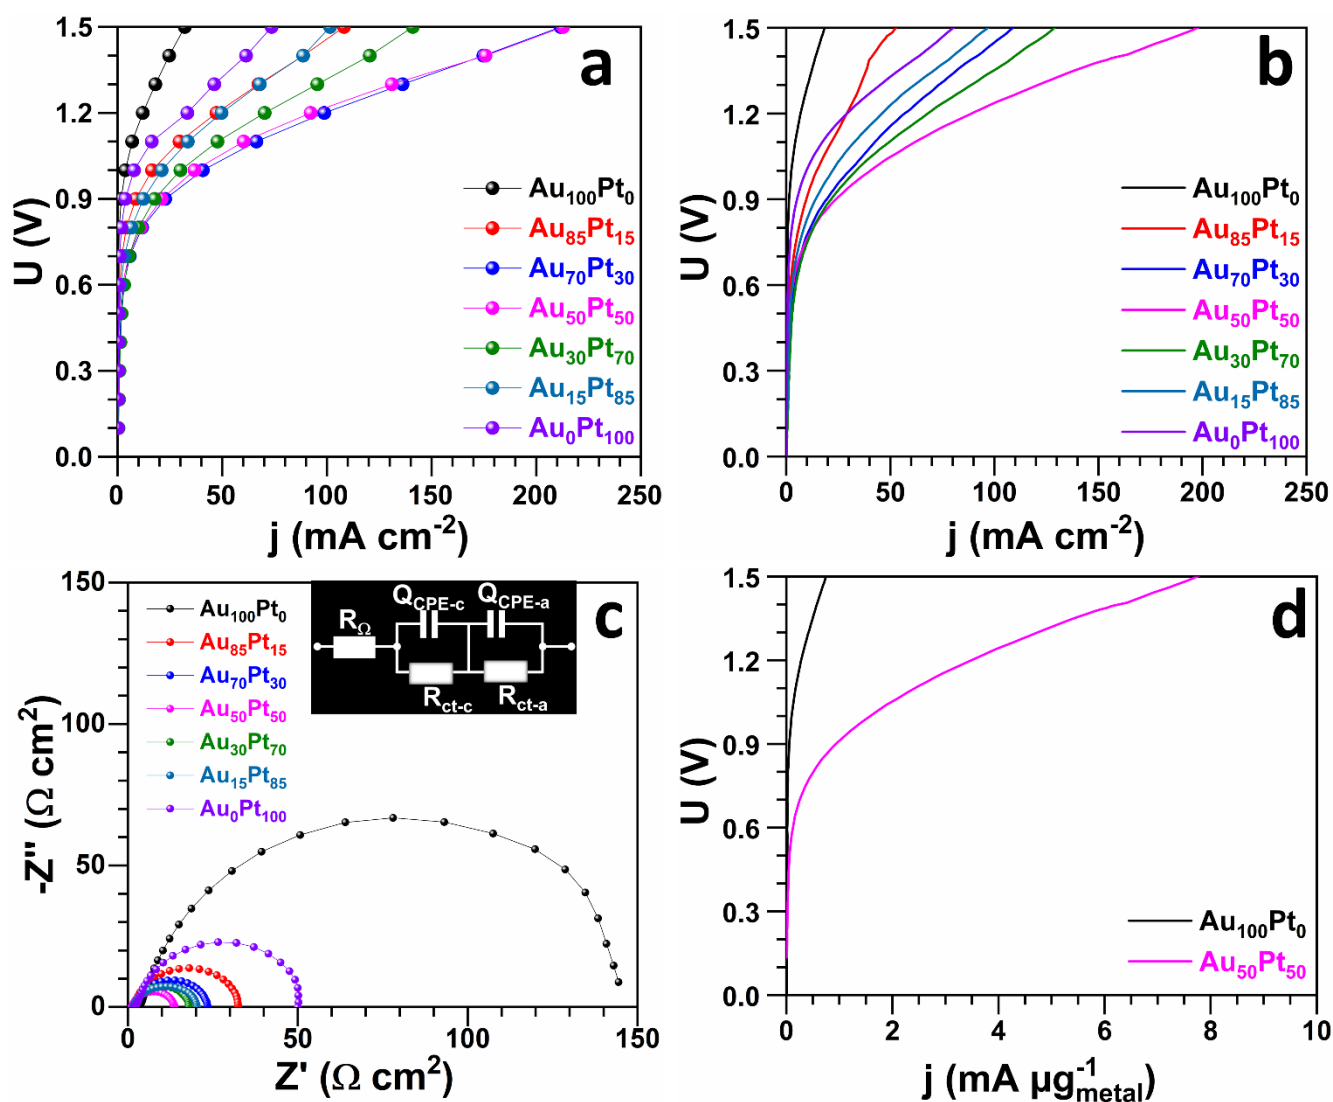 a
U (V)
1.5
1.2
0.9
0.6
0.3
0.0
Au100Pt0
Au85Pt15
Au70Pt30
Au50Pt50
Au30Pt70
Au15Pt85
Au0Pt100
0 50 100 150 200 250
j (mA cm-2)
b
U (V)
1.5
1.2
0.9
0.6
0.3
0.0
Au100Pt0
Au85Pt15
Au70Pt30
Au50Pt50
Au30Pt70
Au15Pt85
Au0Pt100
0 50 100 150 200 250
j (mA cm-2)
c
-Z'' (Ω cm2)
150
100
50
0
Au100Pt0
Au85Pt15
Au70Pt30
Au50Pt50
Au30Pt70
Au15Pt85
Au0Pt100
QCPE-c QCPE-a
RΩ
Rct-c Rct-a
0 50 100 150
Z' (Ω cm2)
d
U (V)
1.5
1.2
0.9
0.6
0.3
0.0
Au100Pt0
Au50Pt50
0 2 4 6 8 10
j (mA µg-1metal)